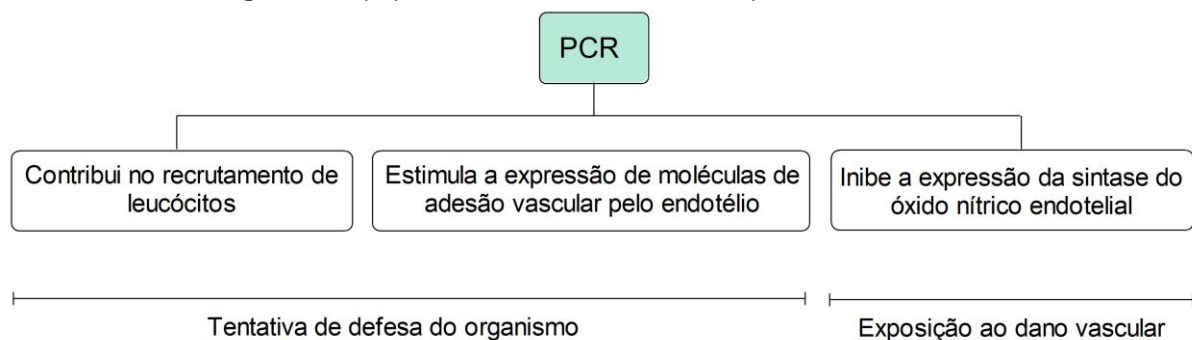 PCR
Contribui no recrutamento de
leucócitos
Estimula a expressão de moléculas de
adesão vascular pelo endotélio
Inibe a expressão da sintase do
óxido nítrico endotelial
Tentativa de defesa do organismo
Exposição ao dano vascular